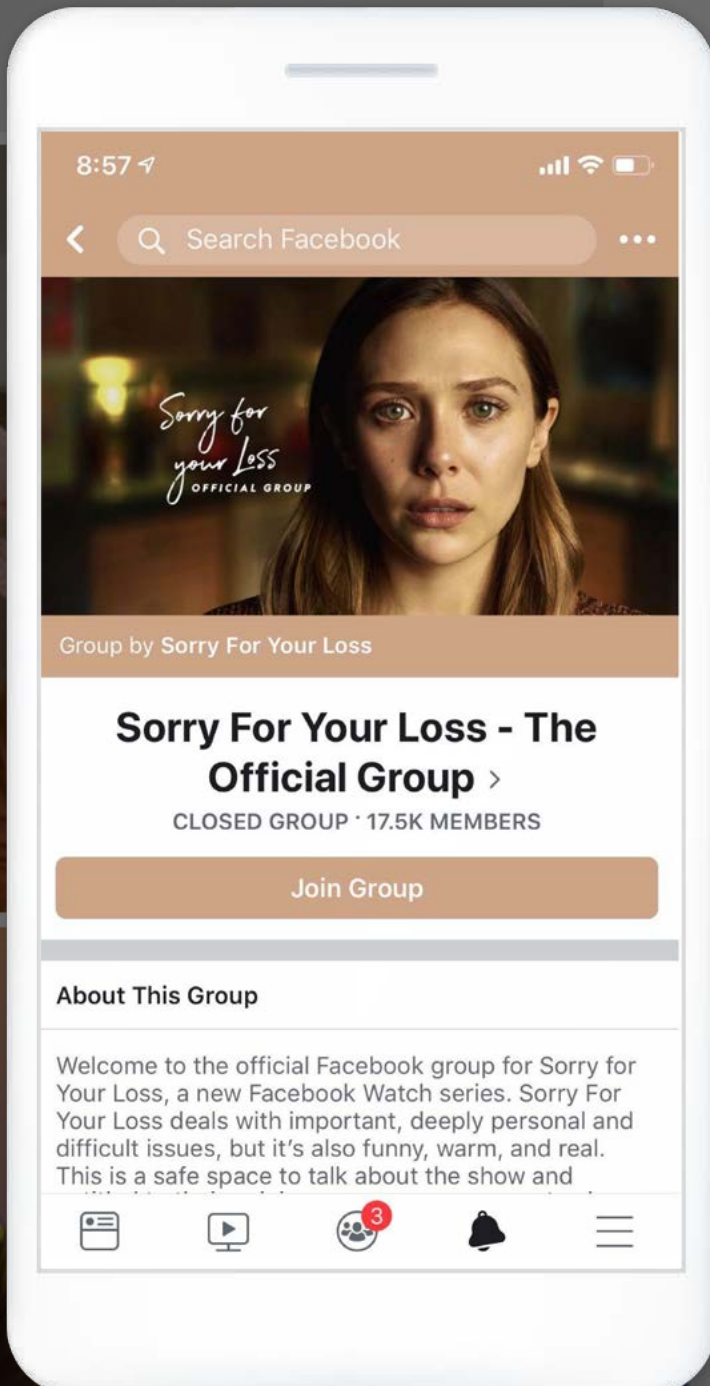 8:57
Search Facebook
Sorry for
your Loss
OFFICIAL GROUP
Group by Sorry For Your Loss
Sorry For Your Loss - The
Official Group >
CLOSED GROUP · 17.5K MEMBERS
Join Group
About This Group
Welcome to the official Facebook group for Sorry for
Your Loss, a new Facebook Watch series. Sorry For
Your Loss deals with important, deeply personal and
difficult issues, but it's also funny, warm, and real.
This is a safe space to talk about the show and
3